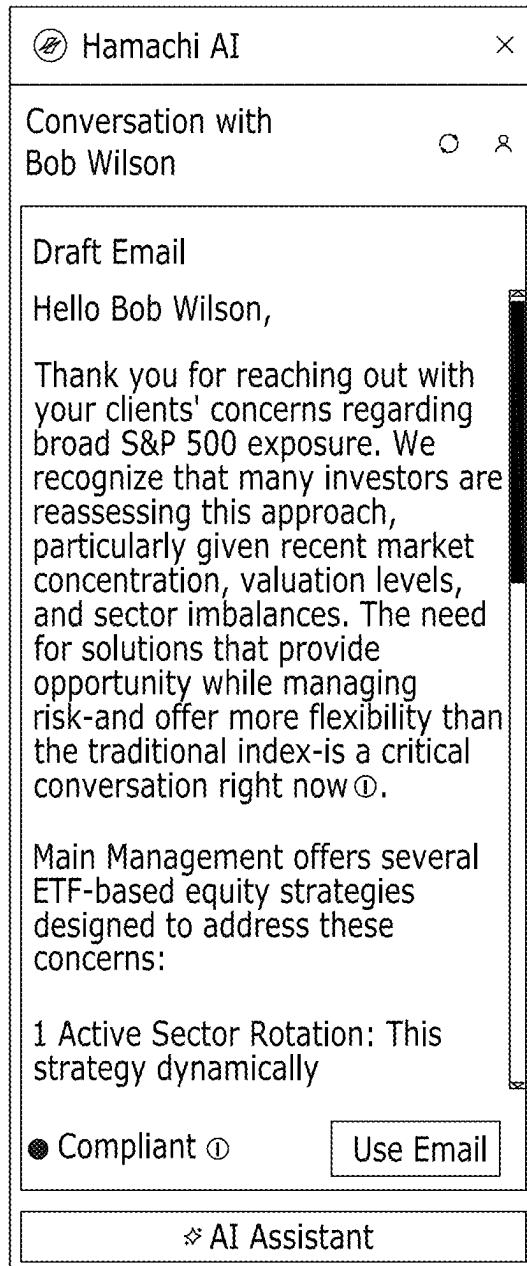 Hamachi AI
Conversation with
Bob Wilson
Draft Email
Hello Bob Wilson,
Thank you for reaching out with
your clients' concerns regarding
broad S&P 500 exposure. We
recognize that many investors are
reassessing this approach,
particularly given recent market
concentration, valuation levels,
and sector imbalances. The need
for solutions that provide
opportunity while managing
risk-and offer more flexibility than
the traditional index-is a critical
conversation right now ①.
Main Management offers several
ETF-based equity strategies
designed to address these
concerns:
1 Active Sector Rotation: This
strategy dynamically
Compliant ①
Use Email
AI Assistant